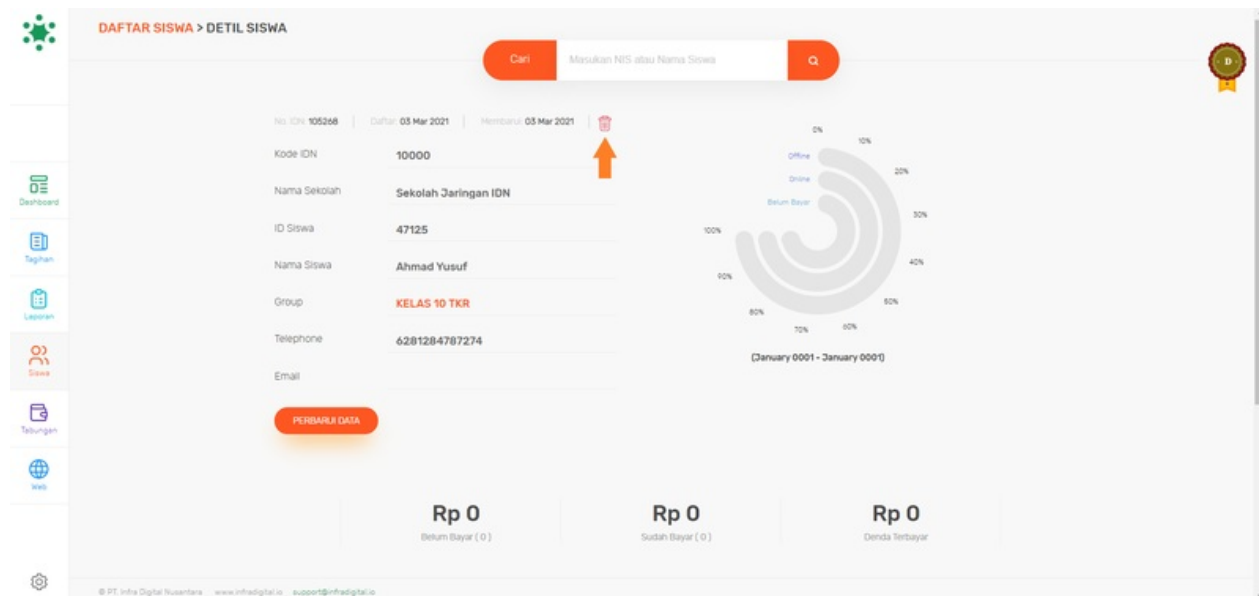 DAFTAR SISWA > DETIL SISWA
Cari
Masukan NIS atau Nama Siswa
D
No. IDN: 105268
Daftar: 03 Mar 2021
Membarui: 03 Mar 2021
Kode IDN 10000
Nama Sekolah Sekolah Jaringan IDN
ID Siswa 47125
Nama Siswa Ahmad Yusuf
Group KELAS 10 TKR
Telephone 6281284787274
Email
PERBARUI DATA
0%
10%
20%
30%
40%
50%
60%
70%
80%
90%
100%
Offline
Online
Belum Bayar
(January 0001 - January 0001)
Dashboard
Tagihan
Laporan
Siswa
Tabungan
Web
Rp 0
Belum Bayar ( 0 )
Rp 0
Sudah Bayar ( 0 )
Rp 0
Denda Terbayar
© PT. Infra Digital Nusantara www.infradigital.io support@infradigital.io